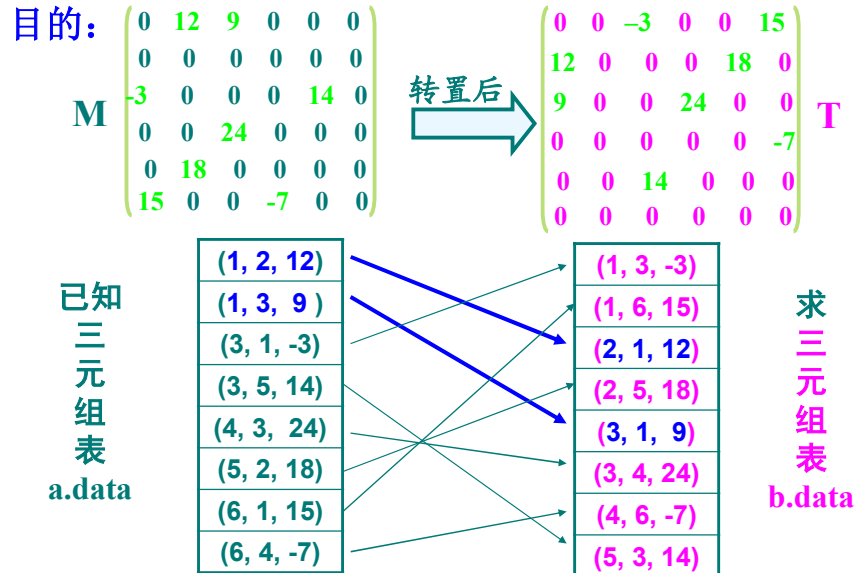 目的：
0 12 9 0 0 0
0 0 0 0 0 0
-3 0 0 0 14 0
0 0 24 0 0 0
0 18 0 0 0 0
15 0 0 -7 0 0
M
转置后
0 0 –3 0 0 15
12 0 0 0 18 0
9 0 0 24 0 0
0 0 0 0 0 -7
0 0 14 0 0 0
0 0 0 0 0 0
T
已知
三
元
组
表
a.data
(1, 2, 12)
(1, 3, 9 )
(3, 1, -3)
(3, 5, 14)
(4, 3, 24)
(5, 2, 18)
(6, 1, 15)
(6, 4, -7)
(1, 3, -3)
(1, 6, 15)
(2, 1, 12)
(2, 5, 18)
(3, 1, 9)
(3, 4, 24)
(4, 6, -7)
(5, 3, 14)
求
三
元
组
表
b.data